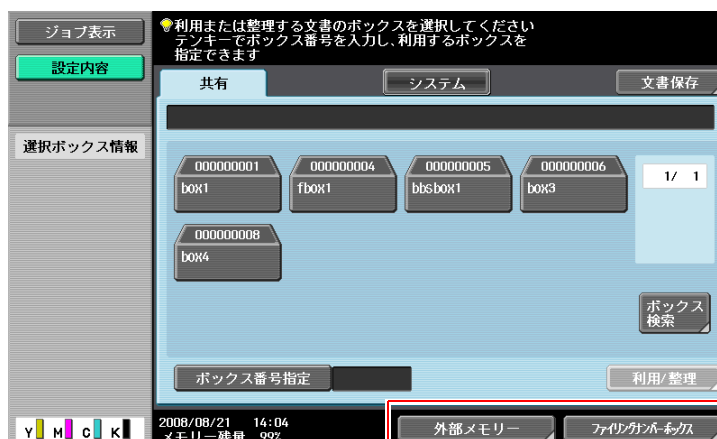 ジョブ表示
設定内容
利用または整理する文書のボックスを選択してください
テンキーでボックス番号を入力し、利用するボックスを
指定できます
共有
システム
文書保存
選択ボックス情報
000000001
box1
000000004
fbox1
000000005
bbsbox1
000000006
box3
1/ 1
000000008
box4
ボックス
検索
ボックス番号指定
利用/整理
Y M C K
2008/08/21 14:04
メモリー残量 99%
外部メモリー
ファイリングナンバーボックス